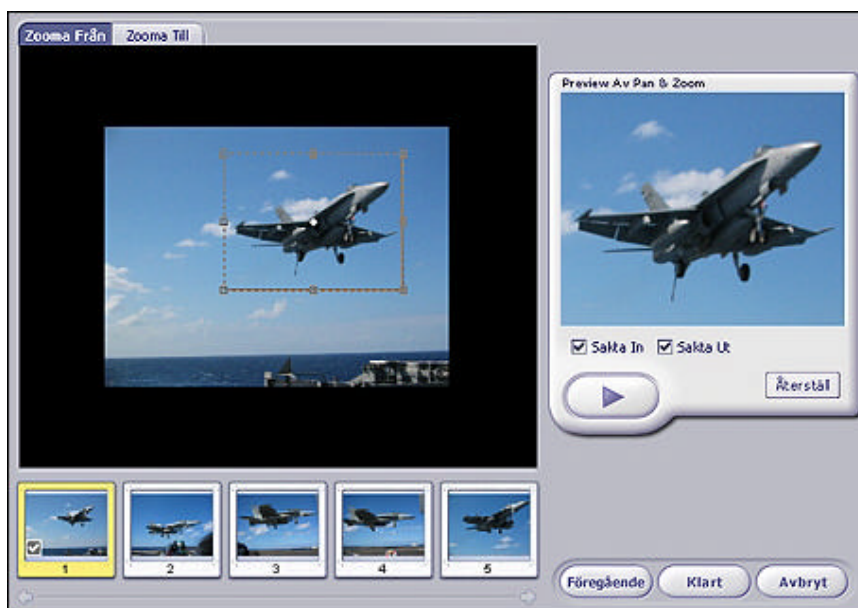 Zooma Från Zooma Till
Preview Av Pan & Zoom
Sakta In Sakta Ut
Återställ
1 2 3 4 5
Föregående Klart Avbryt